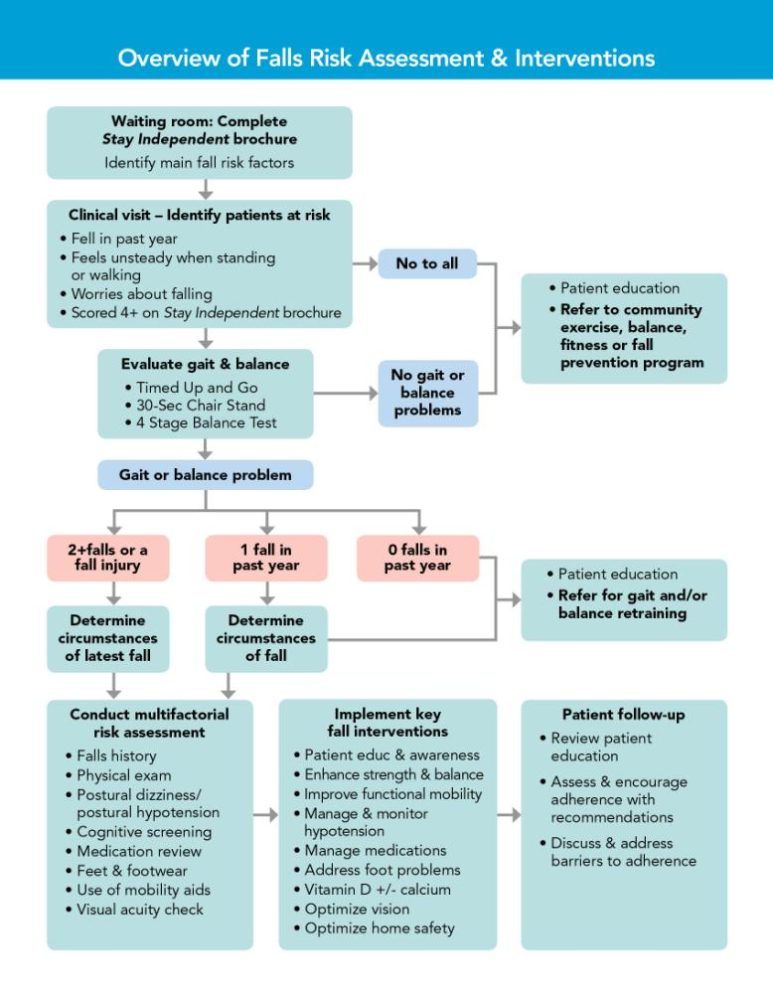 Overview of Falls Risk Assessment & Interventions
Waiting room: Complete
Stay Independent brochure
Identify main fall risk factors
Clinical visit – Identify patients at risk
• Fell in past year
• Feels unsteady when standing
or walking
• Worries about falling
• Scored 4+ on Stay Independent brochure
No to all
• Patient education
• Refer to community
exercise, balance,
fitness or fall
prevention program
Evaluate gait & balance
• Timed Up and Go
• 30-Sec Chair Stand
• 4 Stage Balance Test
No gait or
balance
problems
Gait or balance problem
2+falls or a
fall injury
1 fall in
past year
0 falls in
past year
• Patient education
• Refer for gait and/or
balance retraining
Determine
circumstances
of latest fall
Determine
circumstances
of fall
Conduct multifactorial
risk assessment
• Falls history
• Physical exam
• Postural dizziness/
postural hypotension
• Cognitive screening
• Medication review
• Feet & footwear
• Use of mobility aids
• Visual acuity check
Implement key
fall interventions
• Patient educ & awareness
• Enhance strength & balance
• Improve functional mobility
• Manage & monitor
hypotension
• Manage medications
• Address foot problems
• Vitamin D +/- calcium
• Optimize vision
• Optimize home safety
Patient follow-up
• Review patient
education
• Assess & encourage
adherence with
recommendations
• Discuss & address
barriers to adherence